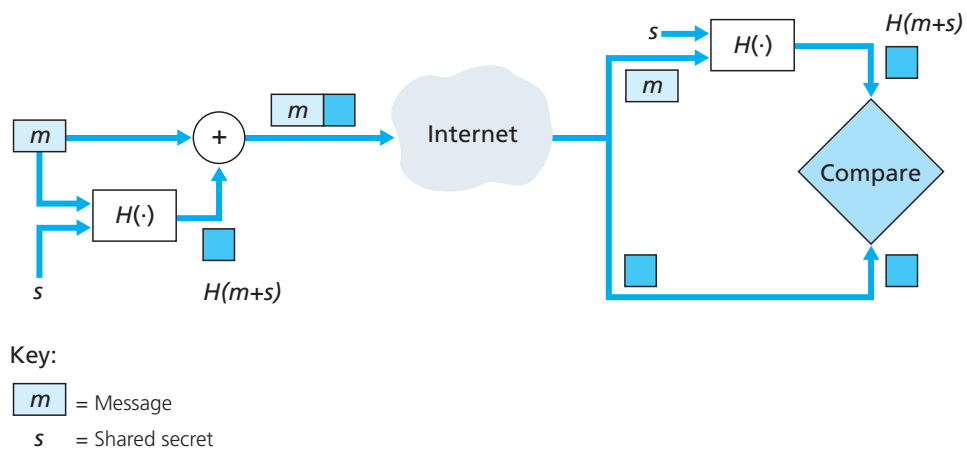 m
s
H(·)
H(m+s)
+
m
Internet
s
m
H(·)
H(m+s)
Compare
Key:
m = Message
s = Shared secret